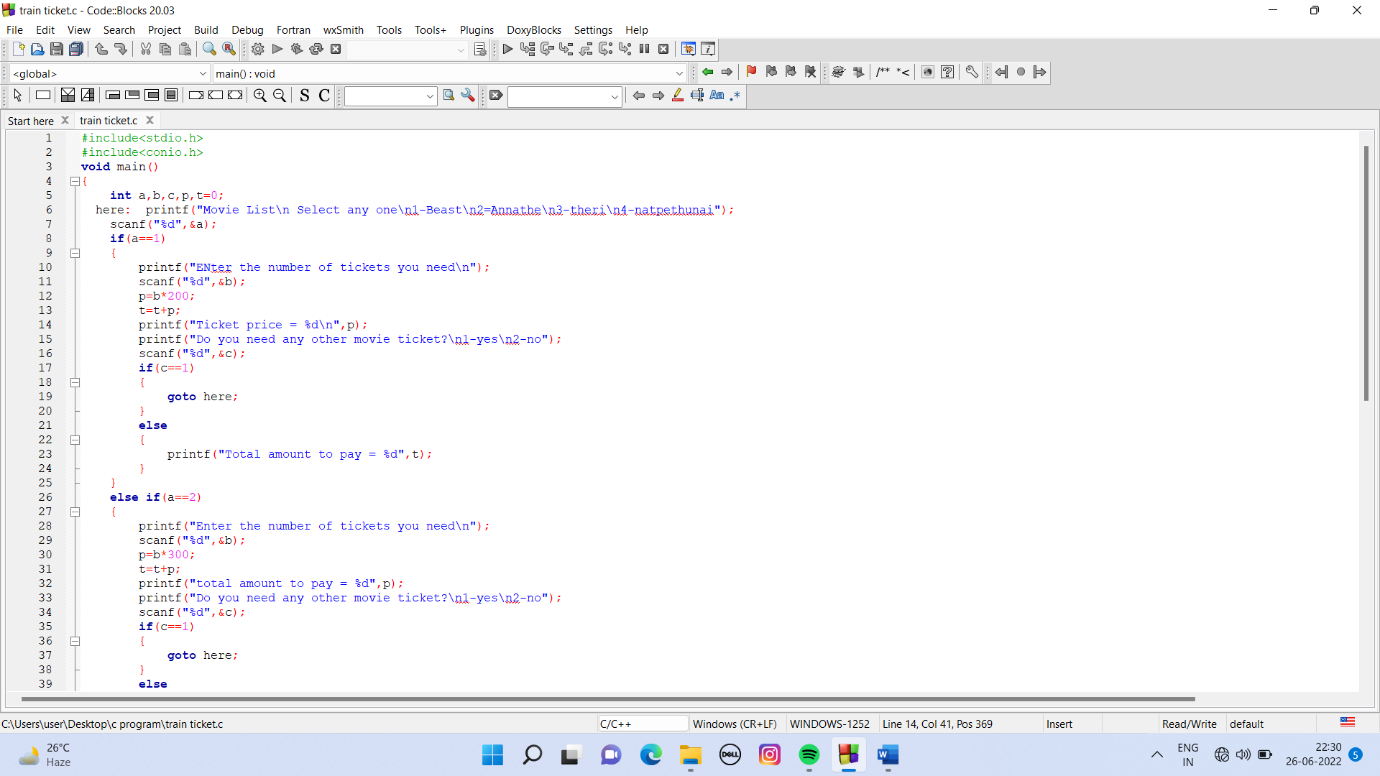 train ticket.c - Code::Blocks 20.03
File Edit View Search Project Build Debug Fortran wxSmith Tools Tools+ Plugins DoxyBlocks Settings Help
<global> main() : void
/** *<
S C Aa .*
Start here train ticket.c
1 #include<stdio.h>
2 #include<conio.h>
3 void main()
4 {
5 int a,b,c,p,t=0;
6 here: printf("Movie List\n Select any one\n1-Beast\n2=Annathe\n3-theri\n4-natpethunai");
7 scanf("%d",&a);
8 if(a==1)
9 {
10 printf("ENter the number of tickets you need\n");
11 scanf("%d",&b);
12 p=b*200;
13 t=t+p;
14 printf("Ticket price = %d\n",p);
15 printf("Do you need any other movie ticket?\n1-yes\n2-no");
16 scanf("%d",&c);
17 if(c==1)
18 {
19 goto here;
20 }
21 else
22 {
23 printf("Total amount to pay = %d",t);
24 }
25 }
26 else if(a==2)
27 {
28 printf("Enter the number of tickets you need\n");
29 scanf("%d",&b);
30 p=b*300;
31 t=t+p;
32 printf("total amount to pay = %d",p);
33 printf("Do you need any other movie ticket?\n1-yes\n2-no");
34 scanf("%d",&c);
35 if(c==1)
36 {
37 goto here;
38 }
39 else
C:\Users\user\Desktop\c program\train ticket.c C/C++ Windows (CR+LF) WINDOWS-1252 Line 14, Col 41, Pos 369 Insert Read/Write default
26°C
Haze
DELL
W
ENG
IN
22:30
26-06-2022
5